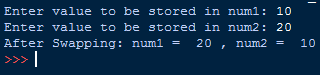 Enter value to be stored in num1: 10
Enter value to be stored in num2: 20
After Swapping: num1 =  20 , num2 =  10
>>>